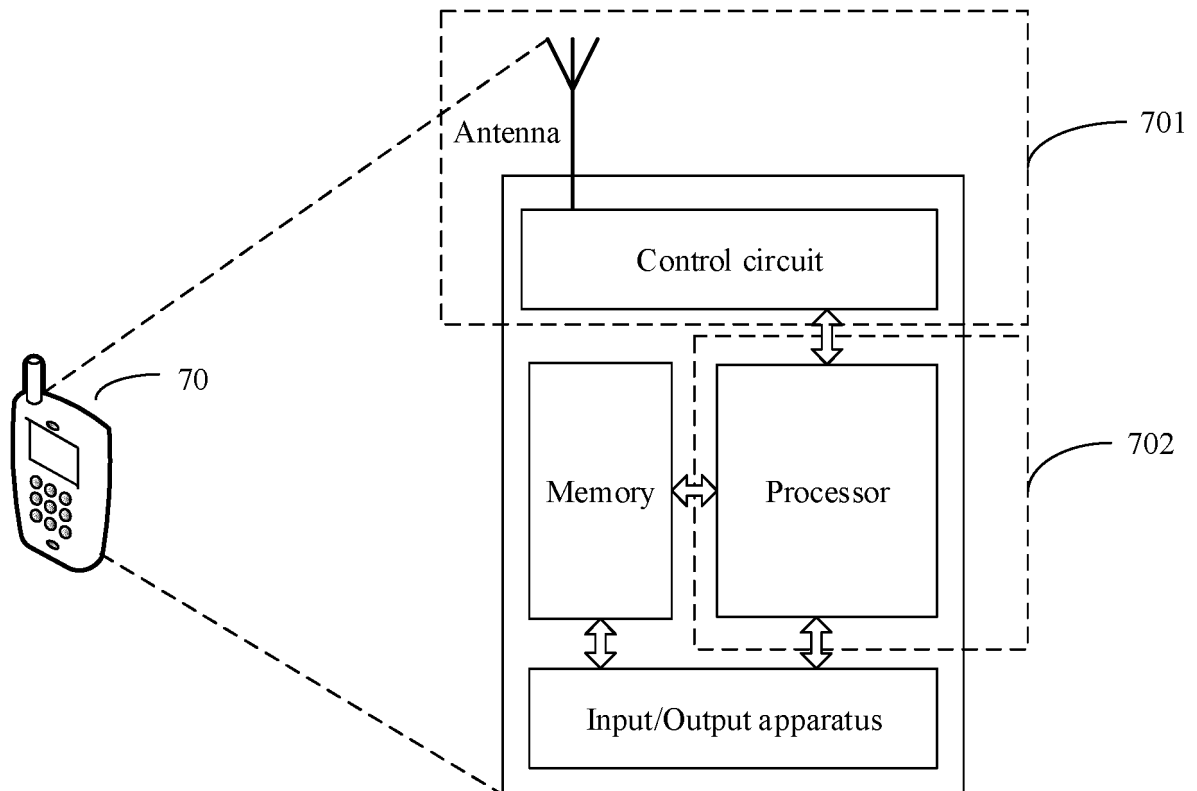 Antenna
701
Control circuit
70
702
Memory
Processor
Input/Output apparatus